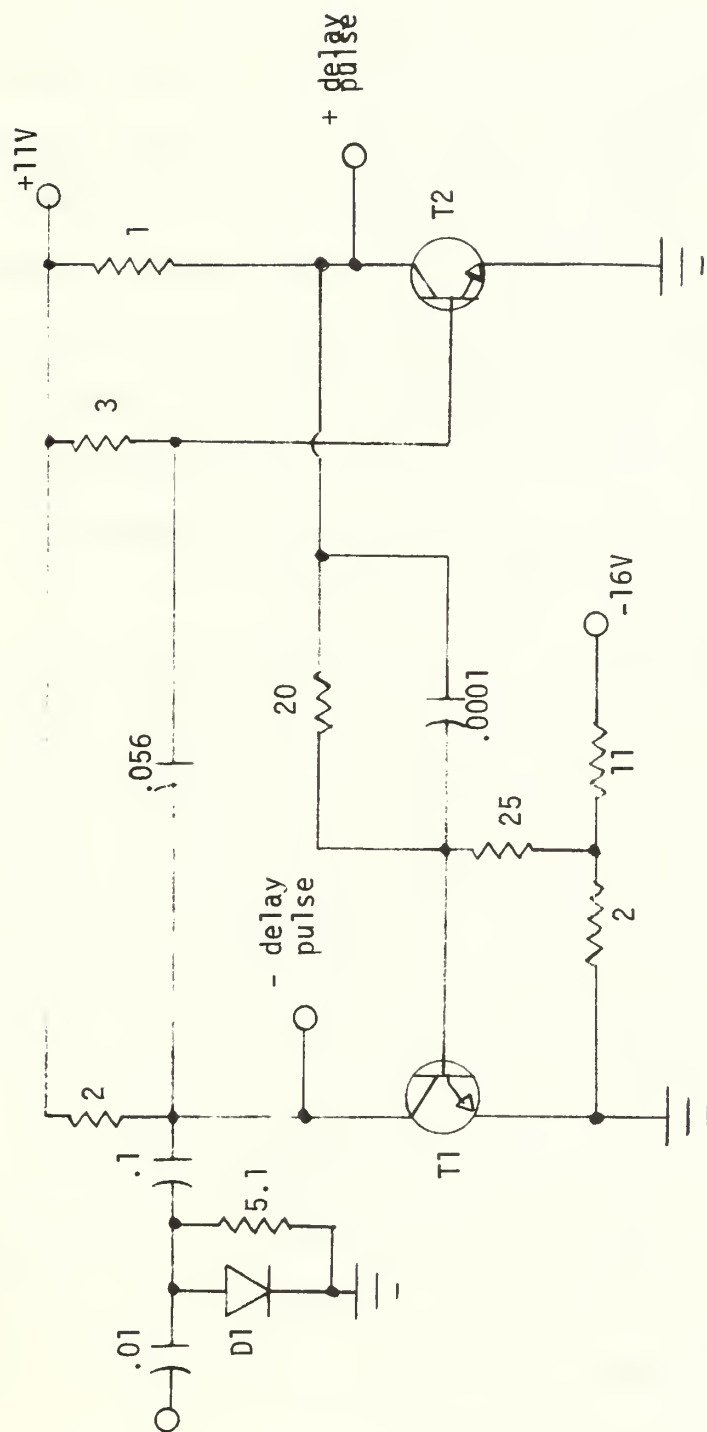 +11V
1
+ delay
pulse
T2
3
.056
20
.0001
25
-16V
11
2
- delay
pulse
T1
2
.1
5.1
.01
D1